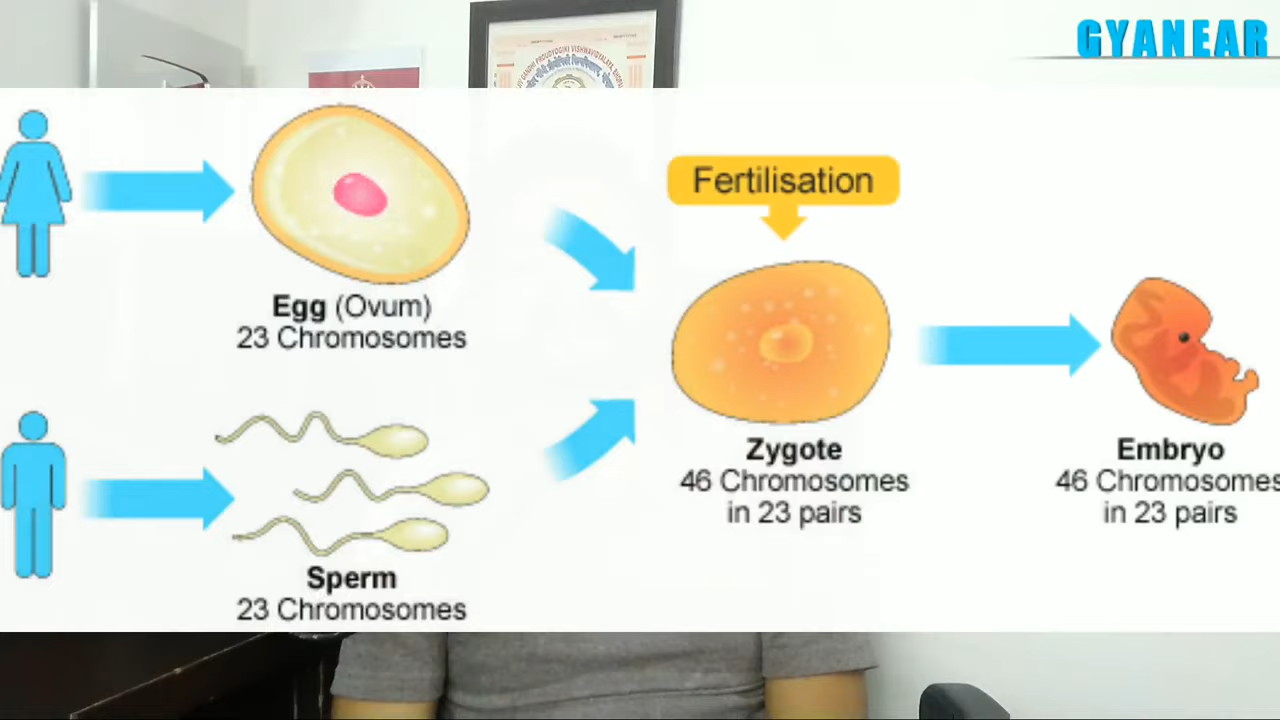 GYANEAR
Fertilisation
Egg (Ovum)
23 Chromosomes
Zygote
46 Chromosomes
in 23 pairs
Embryo
46 Chromosomes
in 23 pairs
Sperm
23 Chromosomes